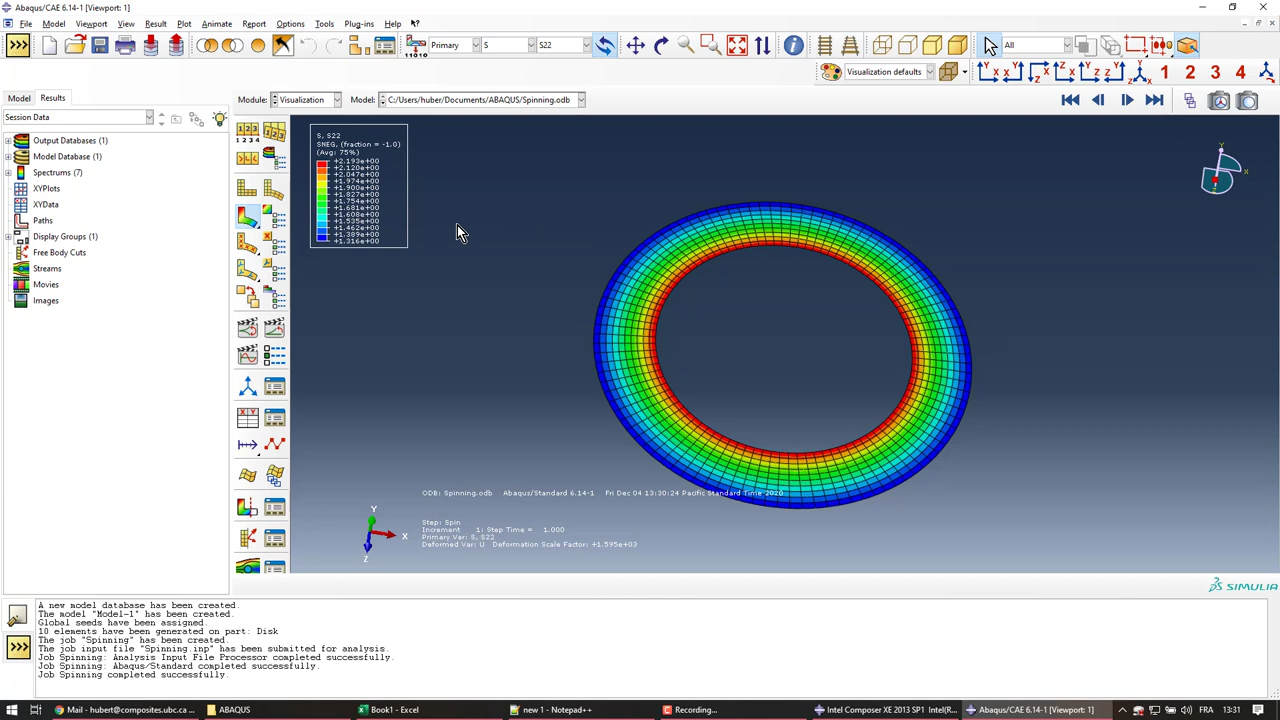 Abaqus/CAE 6.14-1 [Viewport: 1]
File Model Viewport View Result Plot Animate Report Options Tools Plug-ins Help
Primary S S22 All
Visualization defaults 1 2 3 4
Model Results Module: Visualization Model: C:/Users/huber/Documents/ABAQUS/Spinning.odb
Session Data
Output Databases (1)
Model Database (1)
Spectrums (7)
XYPlots
XYData
Paths
Display Groups (1)
Free Body Cuts
Streams
Movies
Images
S, S22
SNEG, (fraction = -1.0)
(Avg: 75%)
+2.193e+00
+2.120e+00
+2.047e+00
+1.974e+00
+1.900e+00
+1.827e+00
+1.754e+00
+1.681e+00
+1.608e+00
+1.535e+00
+1.462e+00
+1.389e+00
+1.316e+00
Y
X
Z
ODB: Spinning.odb Abaqus/Standard 6.14-1 Fri Dec 04 13:30:24 Pacific Standard Time 2020
Y
X
Z
Step: Spin
Increment 1: Step Time = 1.000
Primary Var: S, S22
Deformed Var: U Deformation Scale Factor: +1.595e+03
SIMULIA
A new model database has been created.
The model "Model-1" has been created.
Global seeds have been assigned.
10 elements have been generated on part: Disk
The job "Spinning" has been created.
The job input file "Spinning.inp" has been submitted for analysis.
Job Spinning: Analysis Input File Processor completed successfully.
Job Spinning: Abaqus/Standard completed successfully.
Job Spinning completed successfully.
Mail - hubert@composites.ubc.ca ... ABAQUS Book1 - Excel new 1 - Notepad++ Recording... Intel Composer XE 2013 SP1 Intel(R... Abaqus/CAE 6.14-1 [Vi... FRA 13:31